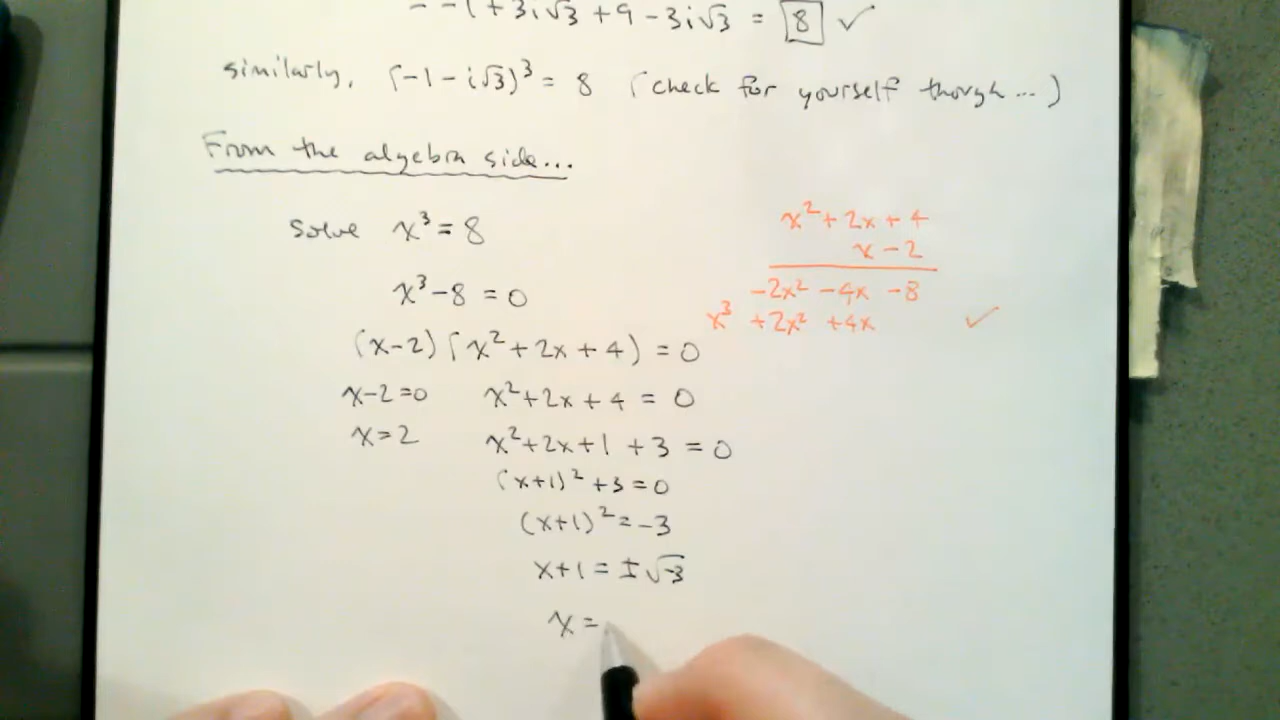 = -1 + 3i√3 + 9 - 3i√3 = 8 ✓
similarly, (-1 - i√3)³ = 8 (check for yourself though...)
From the algebra side...
Solve x³ = 8
x³ - 8 = 0
(x-2)(x² + 2x + 4) = 0
x-2=0 x² + 2x + 4 = 0
x=2 x² + 2x + 1 + 3 = 0
(x+1)² + 3 = 0
(x+1)² = -3
x+1 = ±√-3
x =
x² + 2x + 4
x - 2
-2x² - 4x - 8
x³ + 2x² + 4x ✓